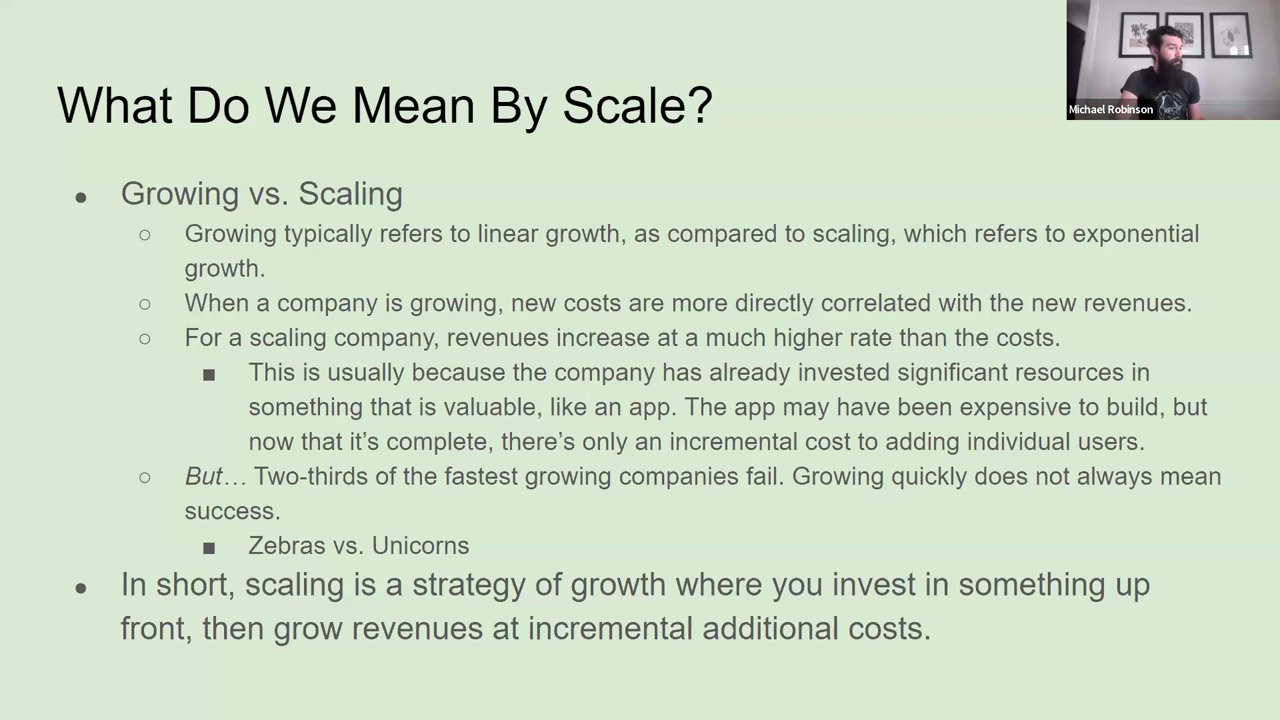 What Do We Mean By Scale?
Michael Robinson
● Growing vs. Scaling
○ Growing typically refers to linear growth, as compared to scaling, which refers to exponential
growth.
○ When a company is growing, new costs are more directly correlated with the new revenues.
○ For a scaling company, revenues increase at a much higher rate than the costs.
■ This is usually because the company has already invested significant resources in
something that is valuable, like an app. The app may have been expensive to build, but
now that it’s complete, there’s only an incremental cost to adding individual users.
○ But… Two-thirds of the fastest growing companies fail. Growing quickly does not always mean
success.
■ Zebras vs. Unicorns
● In short, scaling is a strategy of growth where you invest in something up
front, then grow revenues at incremental additional costs.